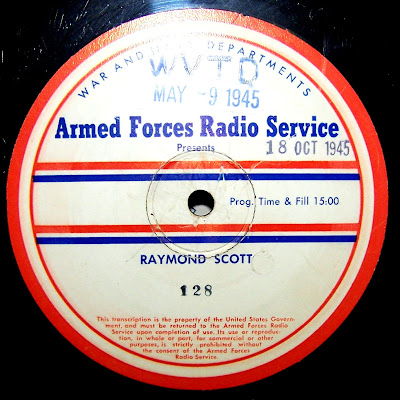 WAR AND NAVY DEPARTMENTS
WVTD
MAY -9 1945
Armed Forces Radio Service
Presents
18 OCT 1945
Prog. Time & Fill 15:00
RAYMOND SCOTT
128
This transcription is the property of the United States Govern-
ment, and must be returned to the Armed Forces Radio
Service upon completion of use. Its use or reproduc-
tion, in whole or part, for commercial or other
purposes, is strictly prohibited without
the consent of the Armed Forces
Radio Service.